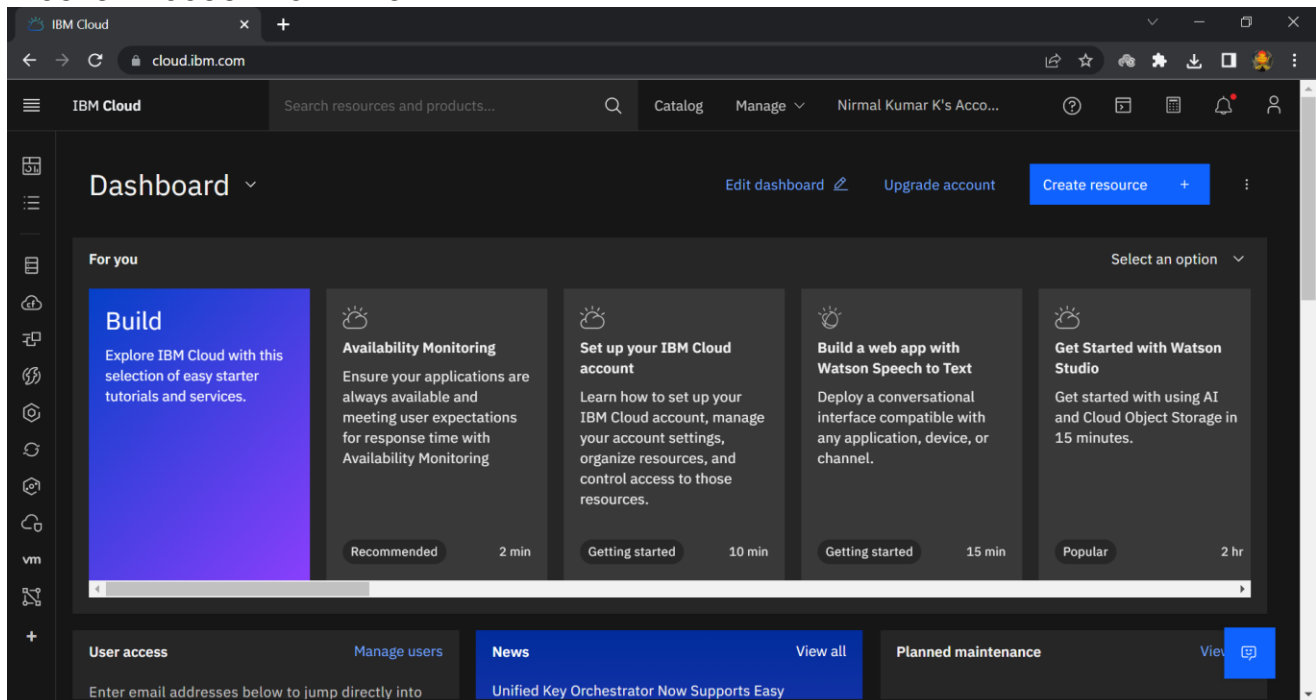 IBM Cloud
cloud.ibm.com
IBM Cloud
Search resources and products...
Catalog
Manage
Nirmal Kumar K's Acco...
Dashboard
Edit dashboard
Upgrade account
Create resource +
For you
Select an option
Build
Explore IBM Cloud with this
selection of easy starter
tutorials and services.
Availability Monitoring
Ensure your applications are
always available and
meeting user expectations
for response time with
Availability Monitoring
Recommended
2 min
Set up your IBM Cloud
account
Learn how to set up your
IBM Cloud account, manage
your account settings,
organize resources, and
control access to those
resources.
Getting started
10 min
Build a web app with
Watson Speech to Text
Deploy a conversational
interface compatible with
any application, device, or
channel.
Getting started
15 min
Get Started with Watson
Studio
Get started with using AI
and Cloud Object Storage in
15 minutes.
Popular
2 hr
vm
User access
Manage users
Enter email addresses below to jump directly into
News
View all
Unified Key Orchestrator Now Supports Easy
Planned maintenance